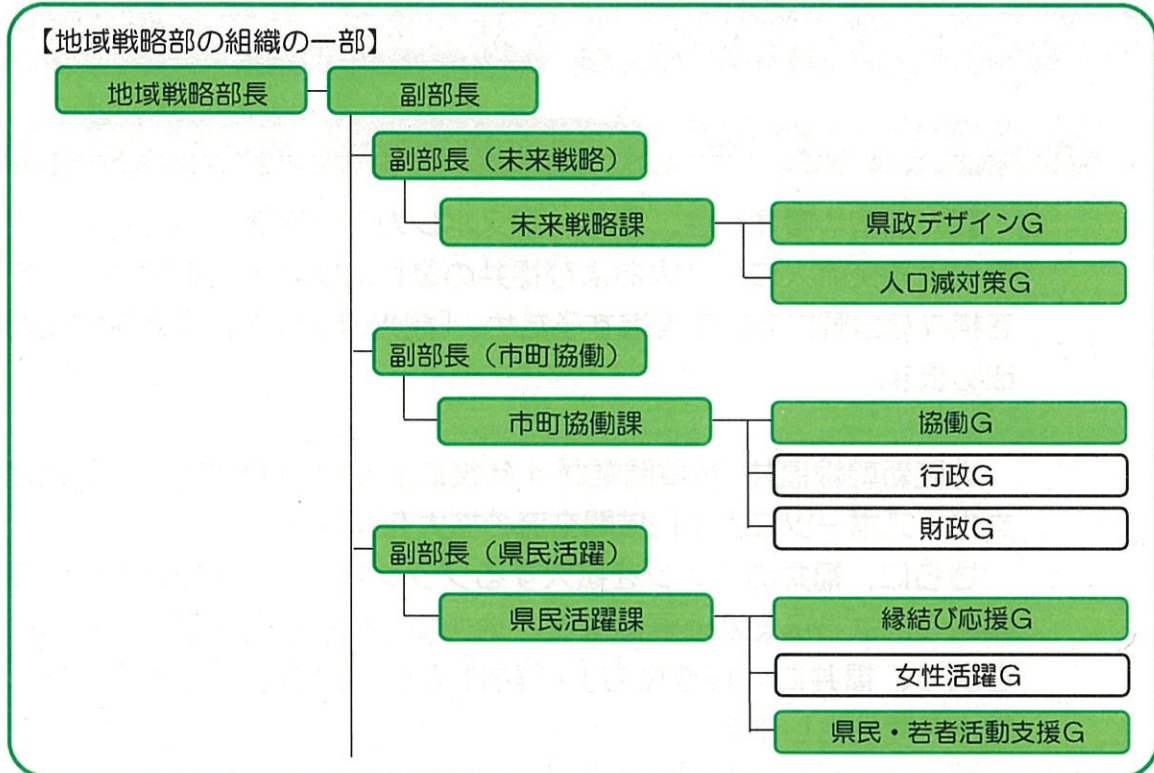 【地域戦略部の組織の一部】
地域戦略部長
副部長
副部長（未来戦略）
未来戦略課
県政デザインG
人口減対策G
副部長（市町協働）
市町協働課
協働G
行政G
財政G
副部長（県民活躍）
県民活躍課
縁結び応援G
女性活躍G
県民・若者活動支援G